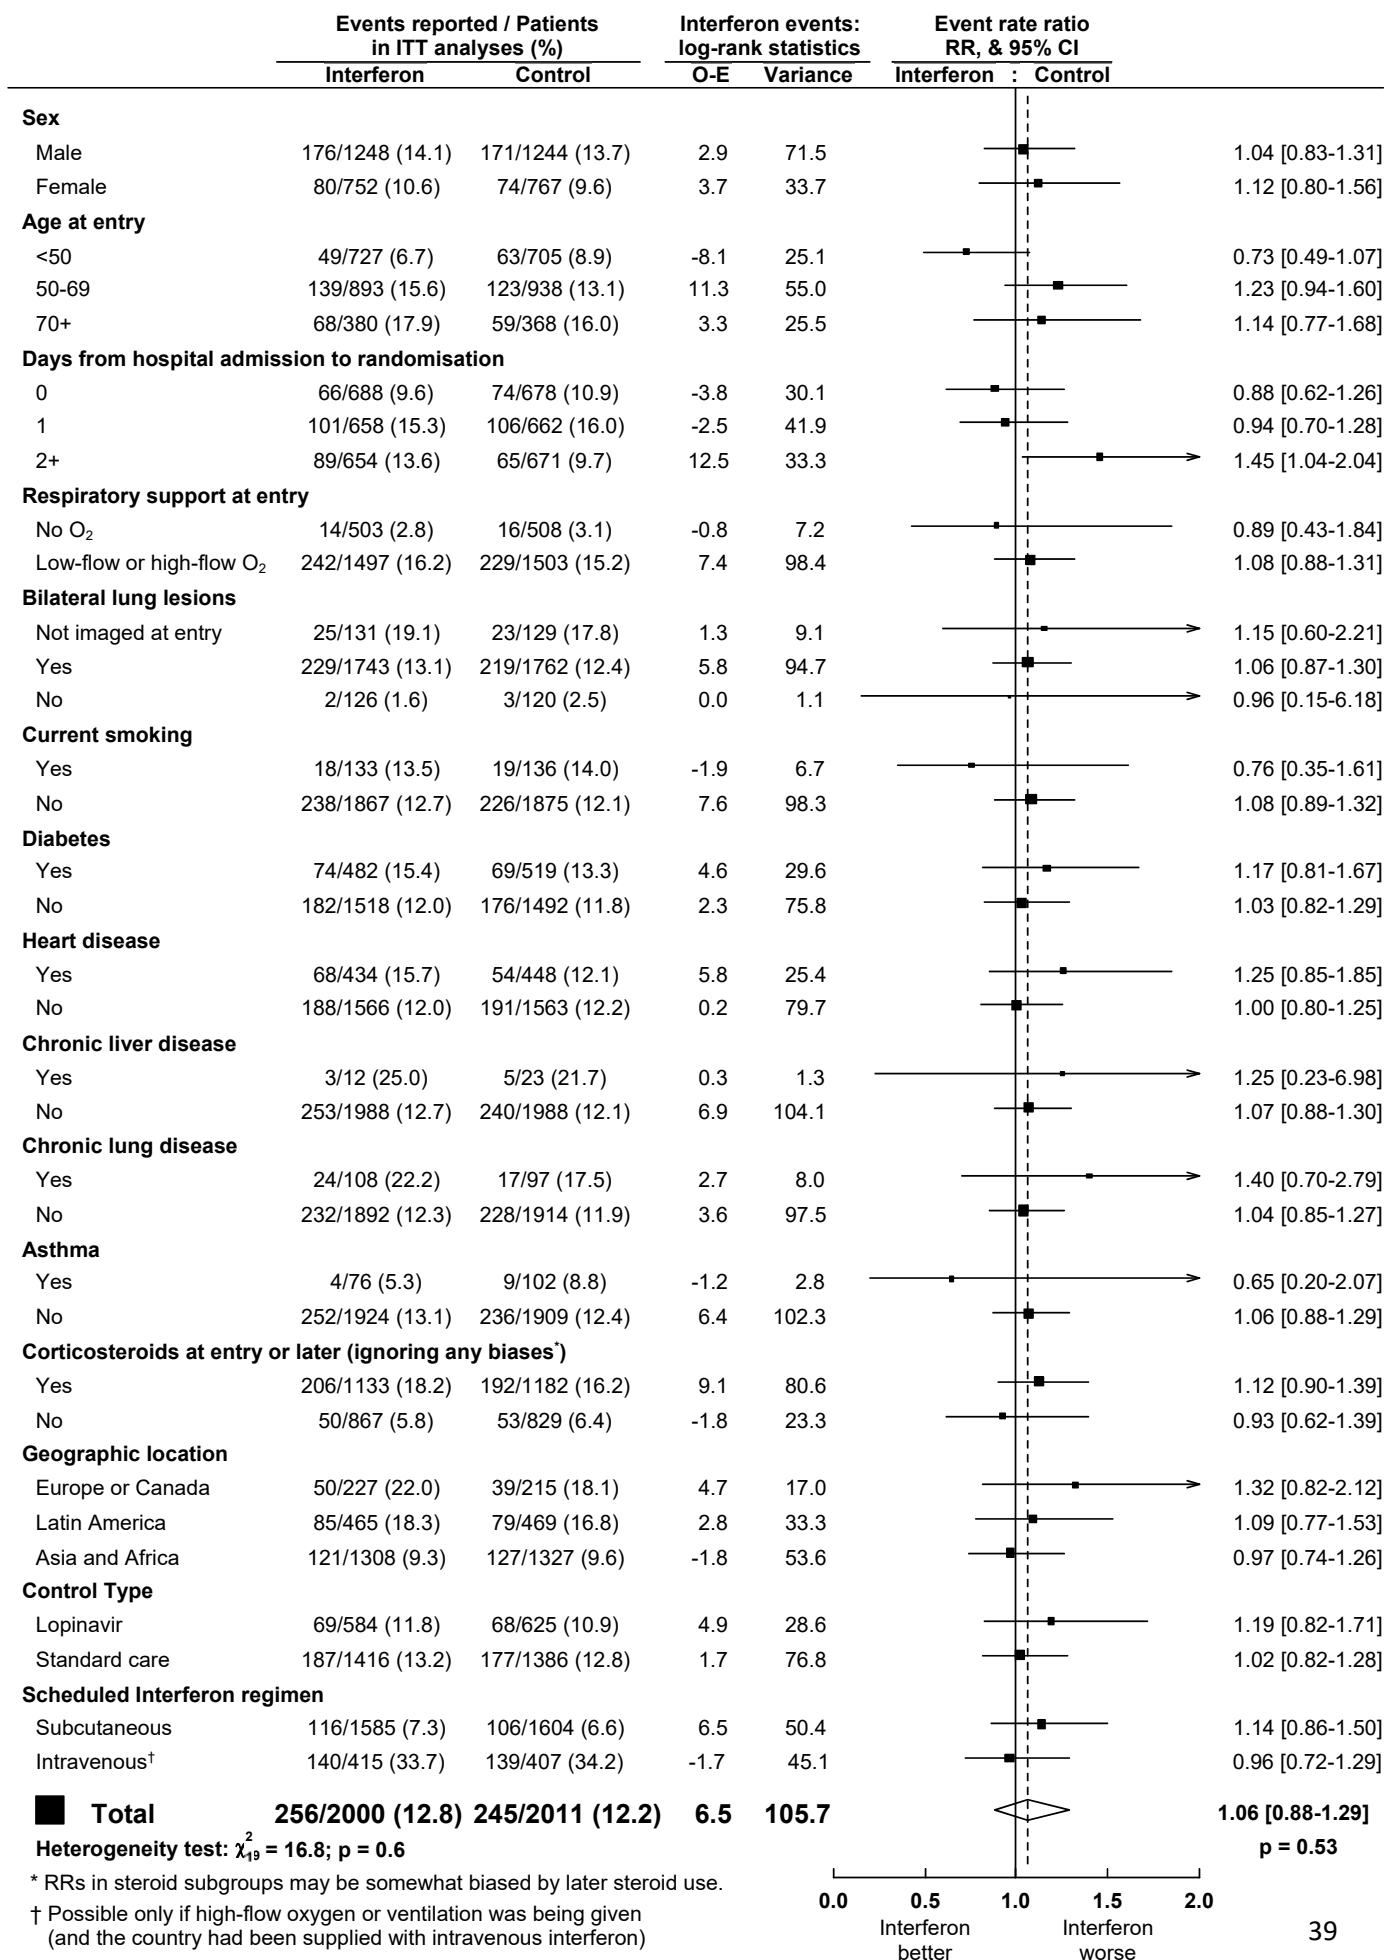 Events reported / Patients Interferon events: Event rate ratio
in ITT analyses (%) log-rank statistics RR, & 95% CI
Interferon Control O-E Variance Interferon : Control
Sex
Male 176/1248 (14.1) 171/1244 (13.7) 2.9 71.5 1.04 [0.83-1.31]
Female 80/752 (10.6) 74/767 (9.6) 3.7 33.7 1.12 [0.80-1.56]
Age at entry
<50 49/727 (6.7) 63/705 (8.9) -8.1 25.1 0.73 [0.49-1.07]
50-69 139/893 (15.6) 123/938 (13.1) 11.3 55.0 1.23 [0.94-1.60]
70+ 68/380 (17.9) 59/368 (16.0) 3.3 25.5 1.14 [0.77-1.68]
Days from hospital admission to randomisation
0 66/688 (9.6) 74/678 (10.9) -3.8 30.1 0.88 [0.62-1.26]
1 101/658 (15.3) 106/662 (16.0) -2.5 41.9 0.94 [0.70-1.28]
2+ 89/654 (13.6) 65/671 (9.7) 12.5 33.3 1.45 [1.04-2.04]
Respiratory support at entry
No O₂ 14/503 (2.8) 16/508 (3.1) -0.8 7.2 0.89 [0.43-1.84]
Low-flow or high-flow O₂ 242/1497 (16.2) 229/1503 (15.2) 7.4 98.4 1.08 [0.88-1.31]
Bilateral lung lesions
Not imaged at entry 25/131 (19.1) 23/129 (17.8) 1.3 9.1 1.15 [0.60-2.21]
Yes 229/1743 (13.1) 219/1762 (12.4) 5.8 94.7 1.06 [0.87-1.30]
No 2/126 (1.6) 3/120 (2.5) 0.0 1.1 0.96 [0.15-6.18]
Current smoking
Yes 18/133 (13.5) 19/136 (14.0) -1.9 6.7 0.76 [0.35-1.61]
No 238/1867 (12.7) 226/1875 (12.1) 7.6 98.3 1.08 [0.89-1.32]
Diabetes
Yes 74/482 (15.4) 69/519 (13.3) 4.6 29.6 1.17 [0.81-1.67]
No 182/1518 (12.0) 176/1492 (11.8) 2.3 75.8 1.03 [0.82-1.29]
Heart disease
Yes 68/434 (15.7) 54/448 (12.1) 5.8 25.4 1.25 [0.85-1.85]
No 188/1566 (12.0) 191/1563 (12.2) 0.2 79.7 1.00 [0.80-1.25]
Chronic liver disease
Yes 3/12 (25.0) 5/23 (21.7) 0.3 1.3 1.25 [0.23-6.98]
No 253/1988 (12.7) 240/1988 (12.1) 6.9 104.1 1.07 [0.88-1.30]
Chronic lung disease
Yes 24/108 (22.2) 17/97 (17.5) 2.7 8.0 1.40 [0.70-2.79]
No 232/1892 (12.3) 228/1914 (11.9) 3.6 97.5 1.04 [0.85-1.27]
Asthma
Yes 4/76 (5.3) 9/102 (8.8) -1.2 2.8 0.65 [0.20-2.07]
No 252/1924 (13.1) 236/1909 (12.4) 6.4 102.3 1.06 [0.88-1.29]
Corticosteroids at entry or later (ignoring any biases*)
Yes 206/1133 (18.2) 192/1182 (16.2) 9.1 80.6 1.12 [0.90-1.39]
No 50/867 (5.8) 53/829 (6.4) -1.8 23.3 0.93 [0.62-1.39]
Geographic location
Europe or Canada 50/227 (22.0) 39/215 (18.1) 4.7 17.0 1.32 [0.82-2.12]
Latin America 85/465 (18.3) 79/469 (16.8) 2.8 33.3 1.09 [0.77-1.53]
Asia and Africa 121/1308 (9.3) 127/1327 (9.6) -1.8 53.6 0.97 [0.74-1.26]
Control Type
Lopinavir 69/584 (11.8) 68/625 (10.9) 4.9 28.6 1.19 [0.82-1.71]
Standard care 187/1416 (13.2) 177/1386 (12.8) 1.7 76.8 1.02 [0.82-1.28]
Scheduled Interferon regimen
Subcutaneous 116/1585 (7.3) 106/1604 (6.6) 6.5 50.4 1.14 [0.86-1.50]
Intravenous† 140/415 (33.7) 139/407 (34.2) -1.7 45.1 0.96 [0.72-1.29]
Total 256/2000 (12.8) 245/2011 (12.2) 6.5 105.7 1.06 [0.88-1.29]
Heterogeneity test: χ²₁₉ = 16.8; p = 0.6 p = 0.53
* RRs in steroid subgroups may be somewhat biased by later steroid use.
0.0 0.5 1.0 1.5 2.0
† Possible only if high-flow oxygen or ventilation was being given
(and the country had been supplied with intravenous interferon)
Interferon Interferon
better worse
39